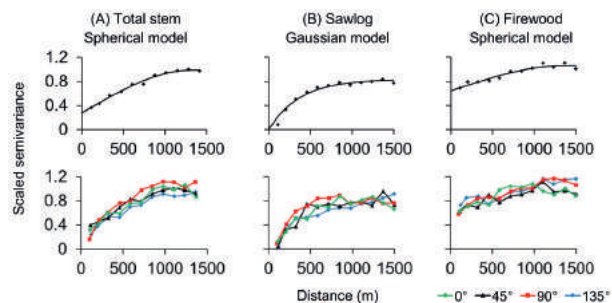 (A) Total stem
Spherical model
(B) Sawlog
Gaussian model
(C) Firewood
Spherical model
Scaled semivariance
1.2
0.8
0.4
0
0 500 1000 1500
0 500 1000 1500
0 500 1000 1500
1.2
0.8
0.4
0
0 500 1000 1500
0 500 1000 1500
0 500 1000 1500
Distance (m)
0° 45° 90° 135°